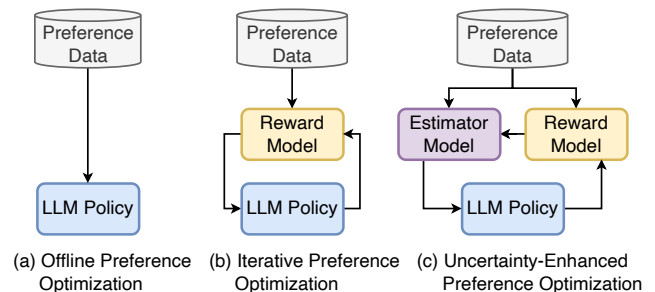 Preference
Data
LLM Policy
(a) Offline Preference
Optimization
Preference
Data
Reward
Model
LLM Policy
(b) Iterative Preference
Optimization
Preference
Data
Estimator
Model
Reward
Model
LLM Policy
(c) Uncertainty-Enhanced
Preference Optimization